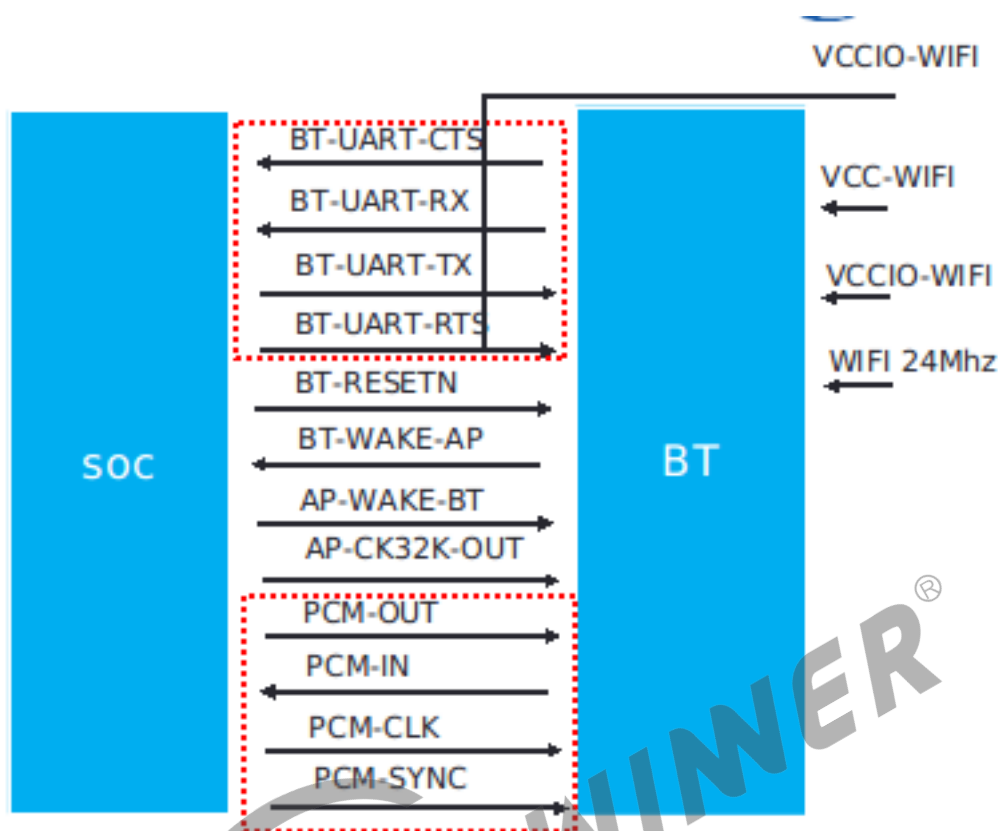 VCCIO-WIFI
BT-UART-CTS
BT-UART-RX
BT-UART-TX
BT-UART-RTS
BT-RESETN
BT-WAKE-AP
AP-WAKE-BT
AP-CK32K-OUT
PCM-OUT
PCM-IN
PCM-CLK
PCM-SYNC
soc
BT
VCC-WIFI
VCCIO-WIFI
WIFI 24Mhz
WINNER®